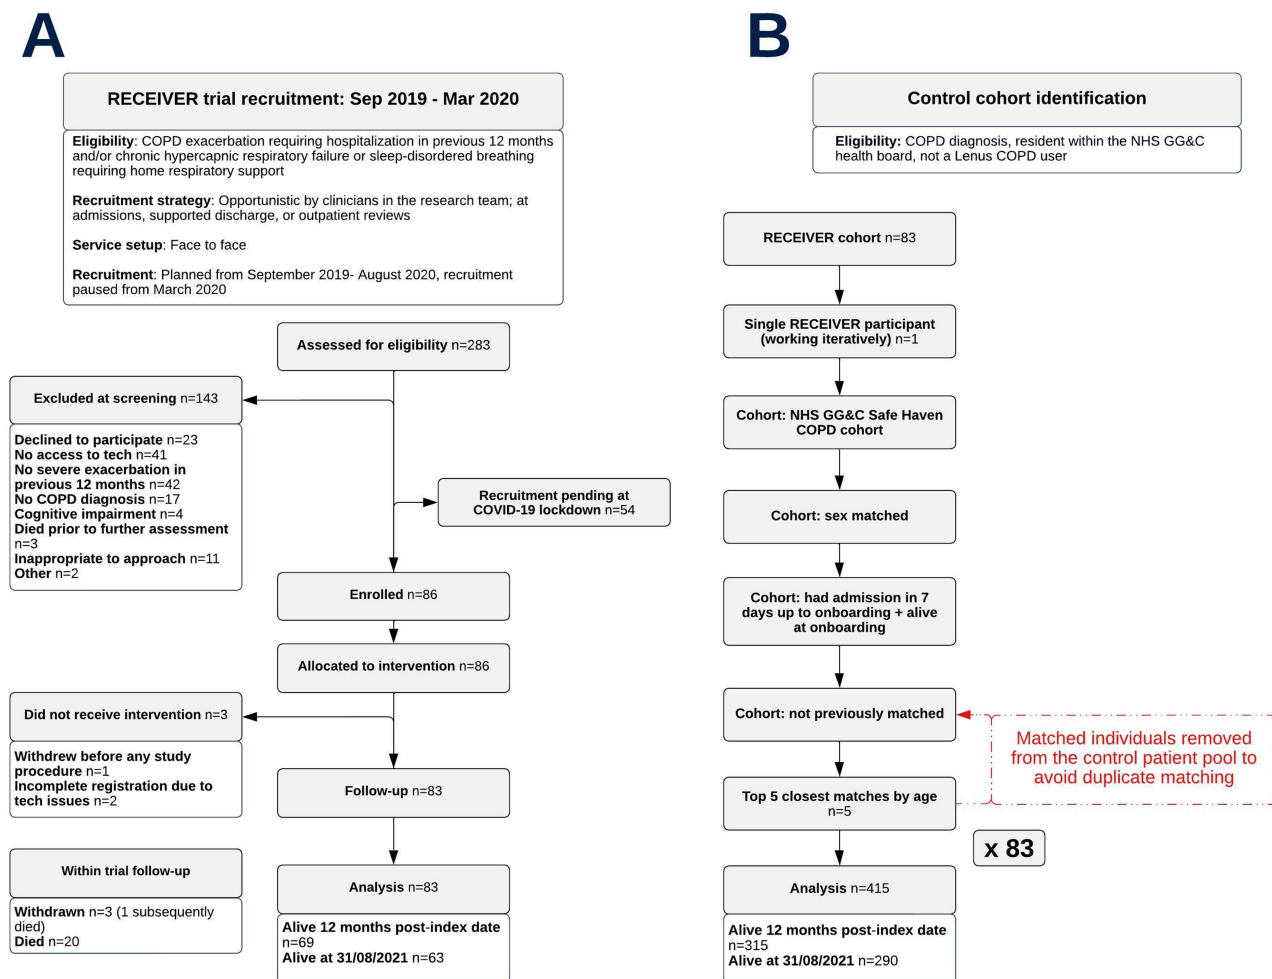 A
RECEIVER trial recruitment: Sep 2019 - Mar 2020
Eligibility: COPD exacerbation requiring hospitalization in previous 12 months
and/or chronic hypercapnic respiratory failure or sleep-disordered breathing
requiring home respiratory support
Recruitment strategy: Opportunistic by clinicians in the research team; at
admissions, supported discharge, or outpatient reviews
Service setup: Face to face
Recruitment: Planned from September 2019- August 2020, recruitment
paused from March 2020
Assessed for eligibility n=283
Excluded at screening n=143
Declined to participate n=23
No access to tech n=41
No severe exacerbation in
previous 12 months n=42
No COPD diagnosis n=17
Cognitive impairment n=4
Died prior to further assessment
n=3
Inappropriate to approach n=11
Other n=2
Recruitment pending at
COVID-19 lockdown n=54
Enrolled n=86
Allocated to intervention n=86
Did not receive intervention n=3
Withdrew before any study
procedure n=1
Incomplete registration due to
tech issues n=2
Follow-up n=83
Within trial follow-up
Withdrawn n=3 (1 subsequently
died)
Died n=20
Analysis n=83
Alive 12 months post-index date
n=69
Alive at 31/08/2021 n=63
B
Control cohort identification
Eligibility: COPD diagnosis, resident within the NHS GG&C
health board, not a Lenus COPD user
RECEIVER cohort n=83
Single RECEIVER participant
(working iteratively) n=1
Cohort: NHS GG&C Safe Haven
COPD cohort
Cohort: sex matched
Cohort: had admission in 7
days up to onboarding + alive
at onboarding
Cohort: not previously matched
Matched individuals removed
from the control patient pool to
avoid duplicate matching
Top 5 closest matches by age
n=5
x 83
Analysis n=415
Alive 12 months post-index date
n=315
Alive at 31/08/2021 n=290